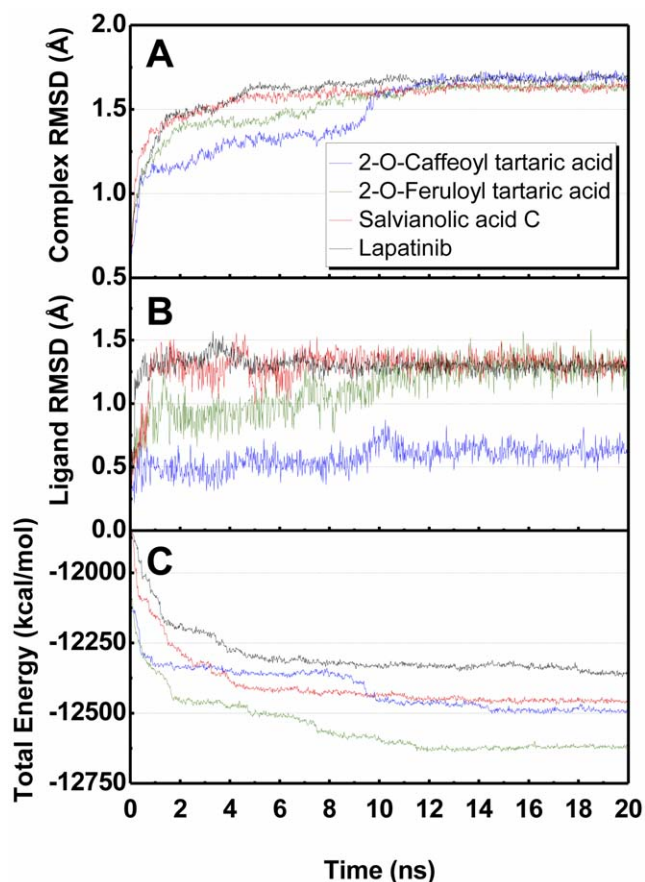 A
Complex RMSD (Å)
2.0
1.5
1.0
0.5
2-O-Caffeoyl tartaric acid
2-O-Feruloyl tartaric acid
Salvianolic acid C
Lapatinib
B
Ligand RMSD (Å)
1.5
1.0
0.5
0.0
C
Total Energy (kcal/mol)
-12000
-12250
-12500
-12750
0 2 4 6 8 10 12 14 16 18 20
Time (ns)